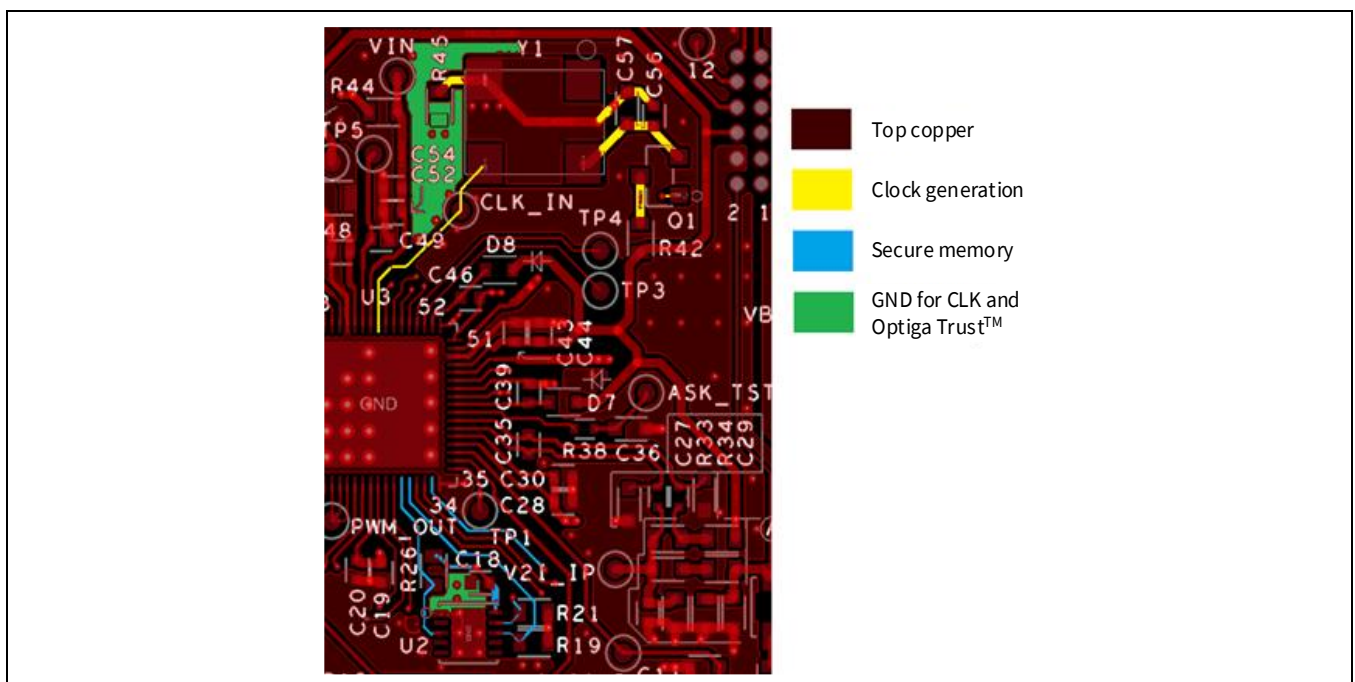 VIN
R45
Y1
C57
C56
12
R44
TP5
C54
C52
CLK_IN
TP4
Q1
2 1
48
C49
D8
R42
C46
TP3
U3
52
VB
51
C43
C44
C39
GND
D7
ASK_TST
C35
R38
C36
C27
R33
R34
C29
35
C30
34
C28
PWM_OUT
TP1
R26
C18
V21_IP
C20
C19
R21
U2
GND
R19
Top copper
Clock generation
Secure memory
GND for CLK and
Optiga Trust™